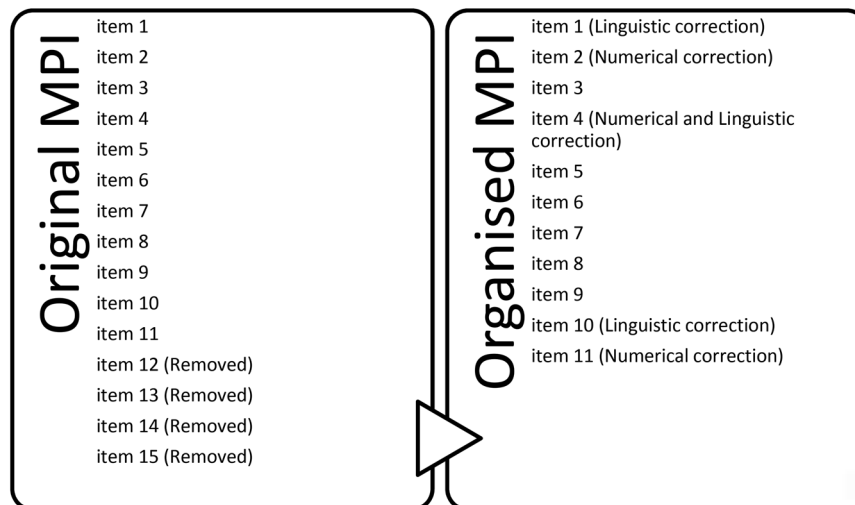 Original MPI
item 1
item 2
item 3
item 4
item 5
item 6
item 7
item 8
item 9
item 10
item 11
item 12 (Removed)
item 13 (Removed)
item 14 (Removed)
item 15 (Removed)
Organised MPI
item 1 (Linguistic correction)
item 2 (Numerical correction)
item 3
item 4 (Numerical and Linguistic
correction)
item 5
item 6
item 7
item 8
item 9
item 10 (Linguistic correction)
item 11 (Numerical correction)